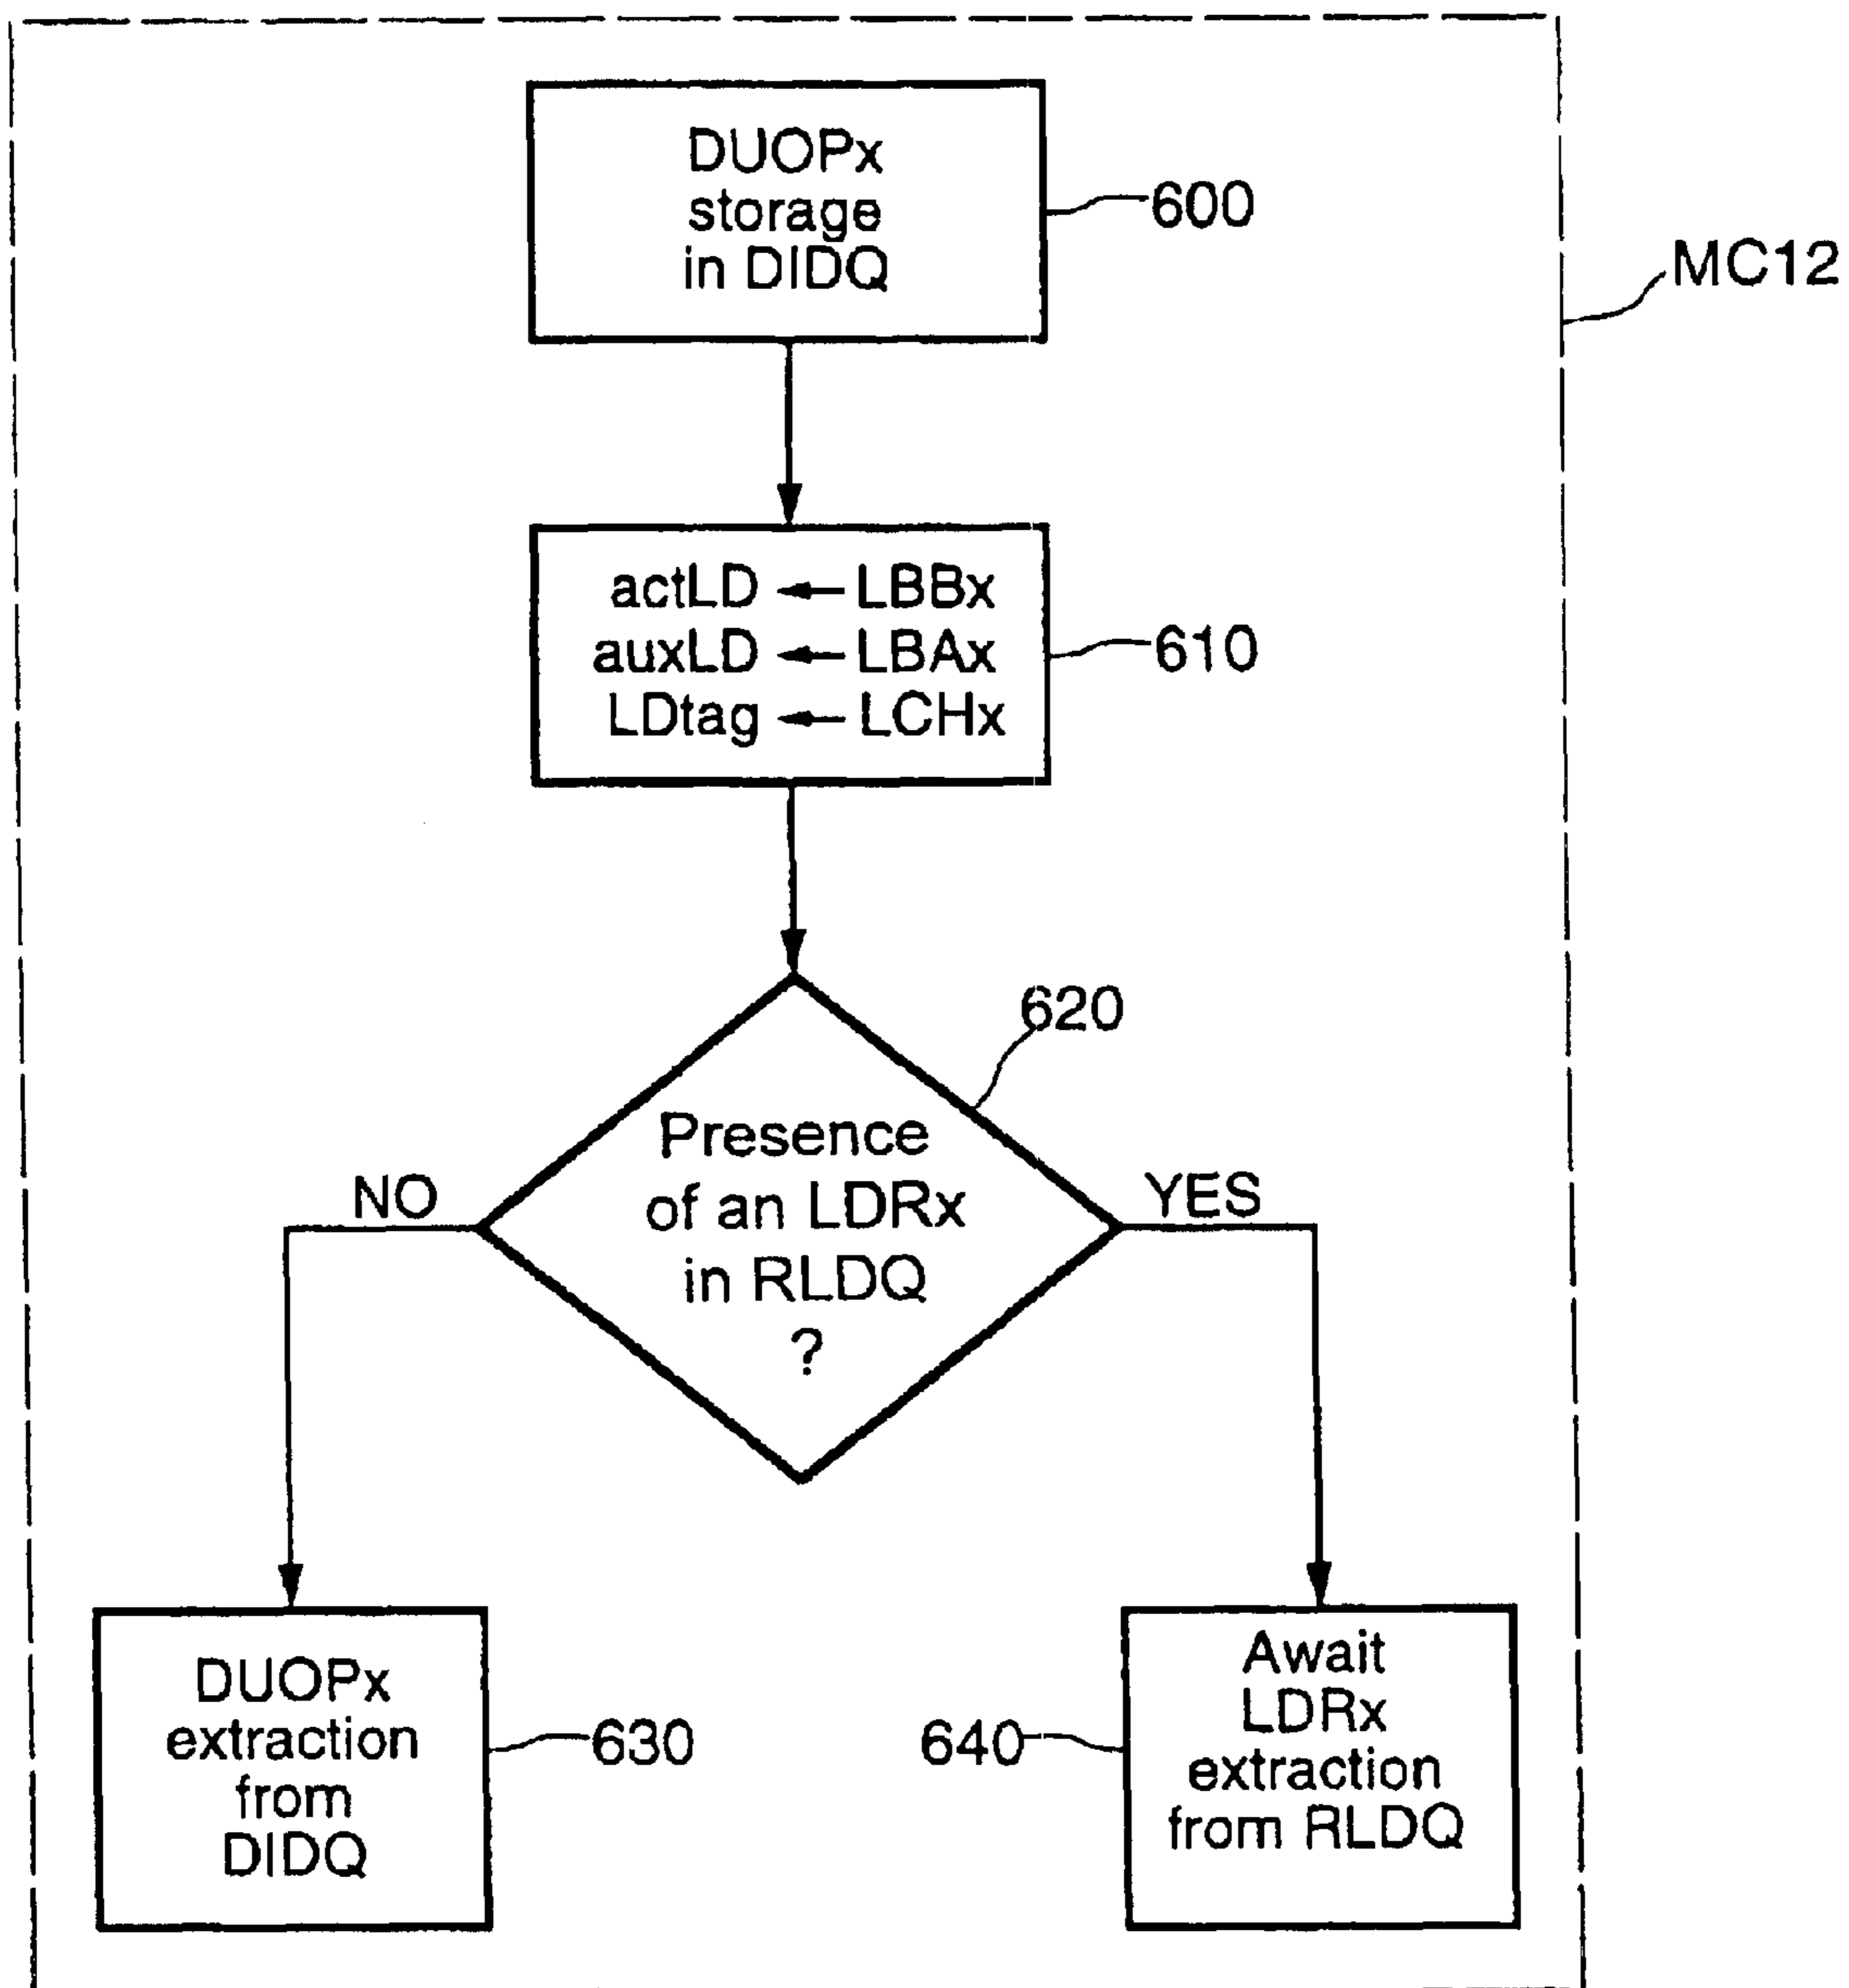 DUOPx
storage
in DIDQ
600
MC12
actLD ← LBBx
auxLD ← LBAx
LDtag ← LCHx
610
620
Presence
of an LDRx
in RLDQ
?
NO
YES
DUOPx
extraction
from
DIDQ
630
640
Await
LDRx
extraction
from RLDQ